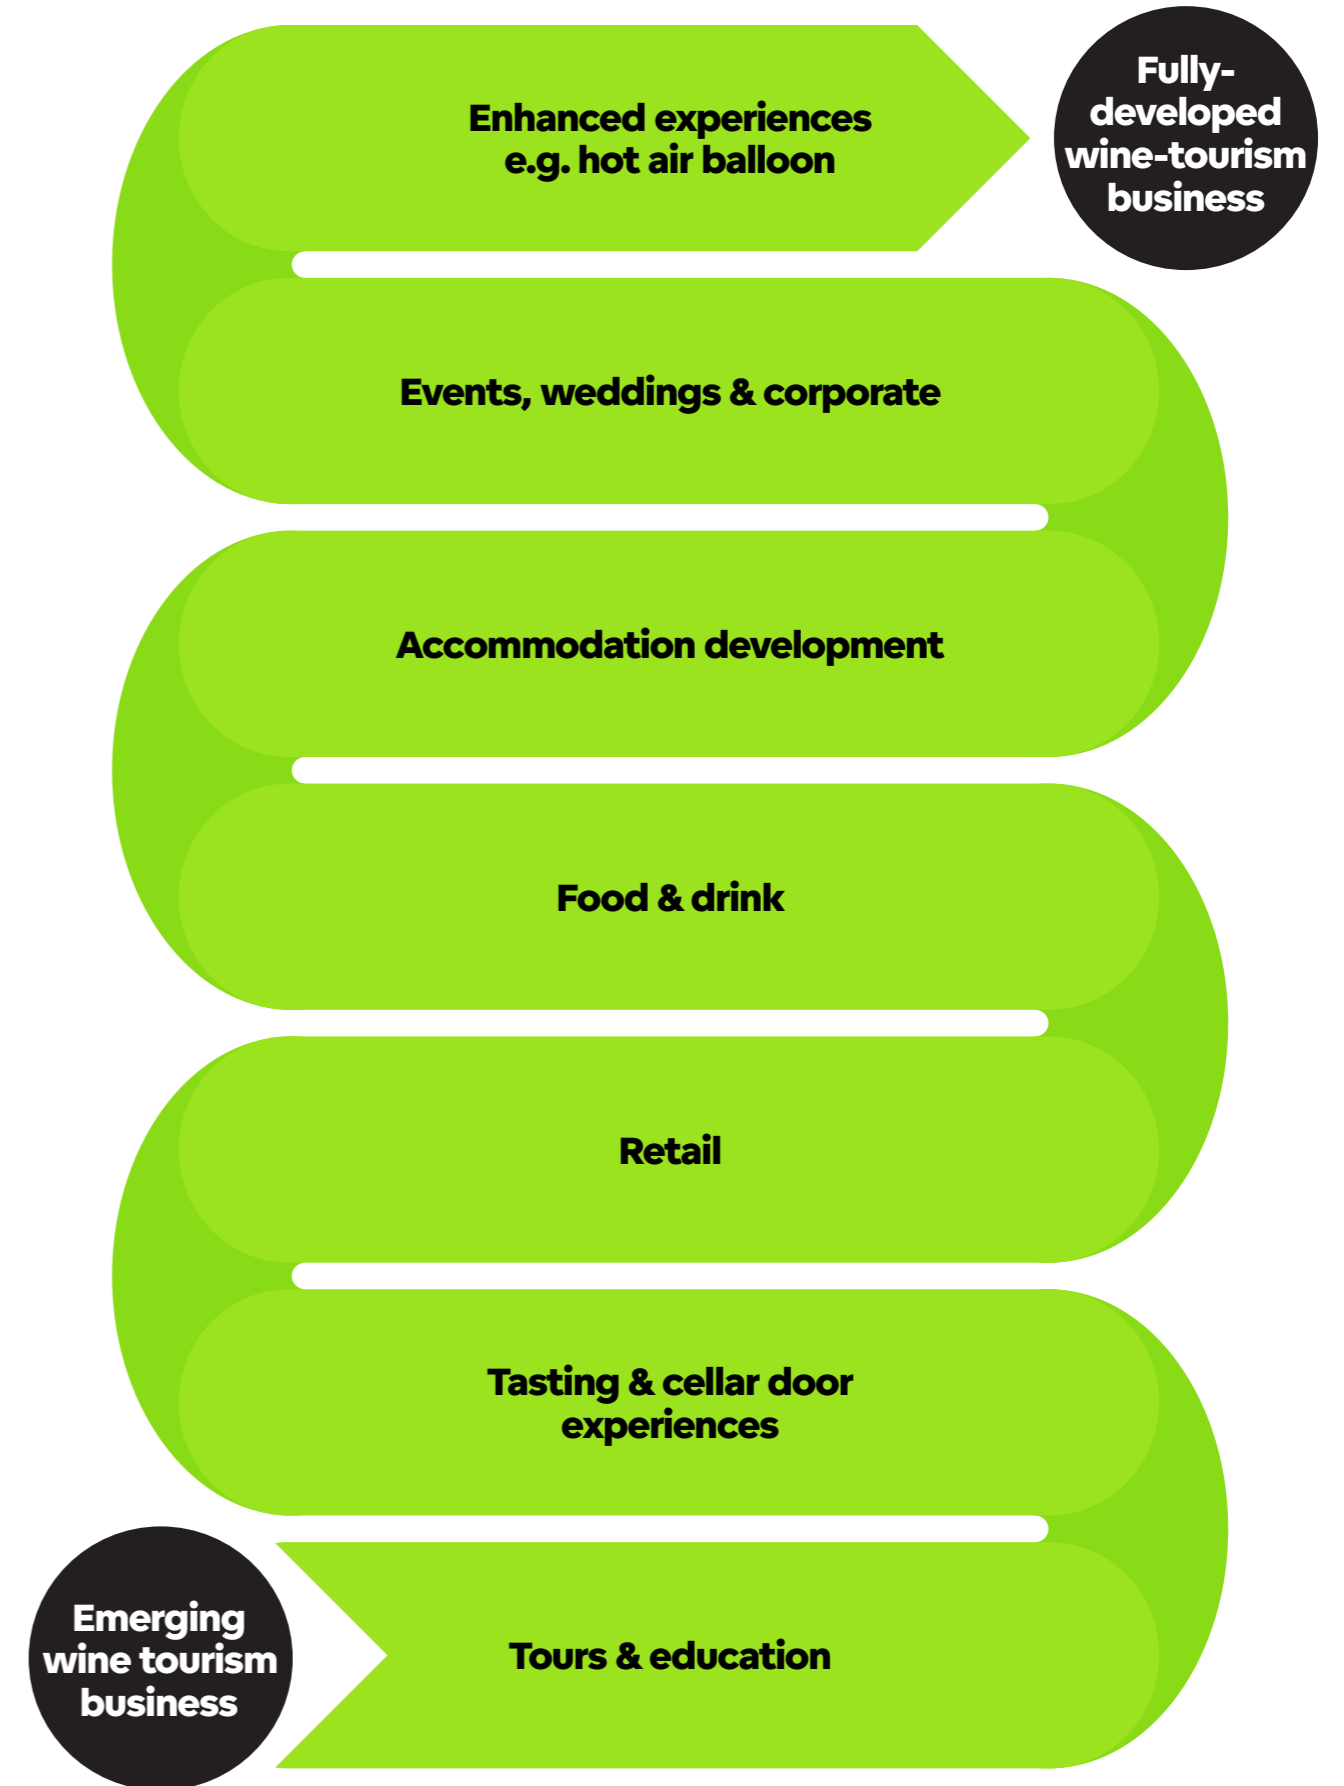 Enhanced experiences
e.g. hot air balloon
Fully-
developed
wine-tourism
business
Events, weddings & corporate
Accommodation development
Food & drink
Retail
Tasting & cellar door
experiences
Emerging
wine tourism
business
Tours & education